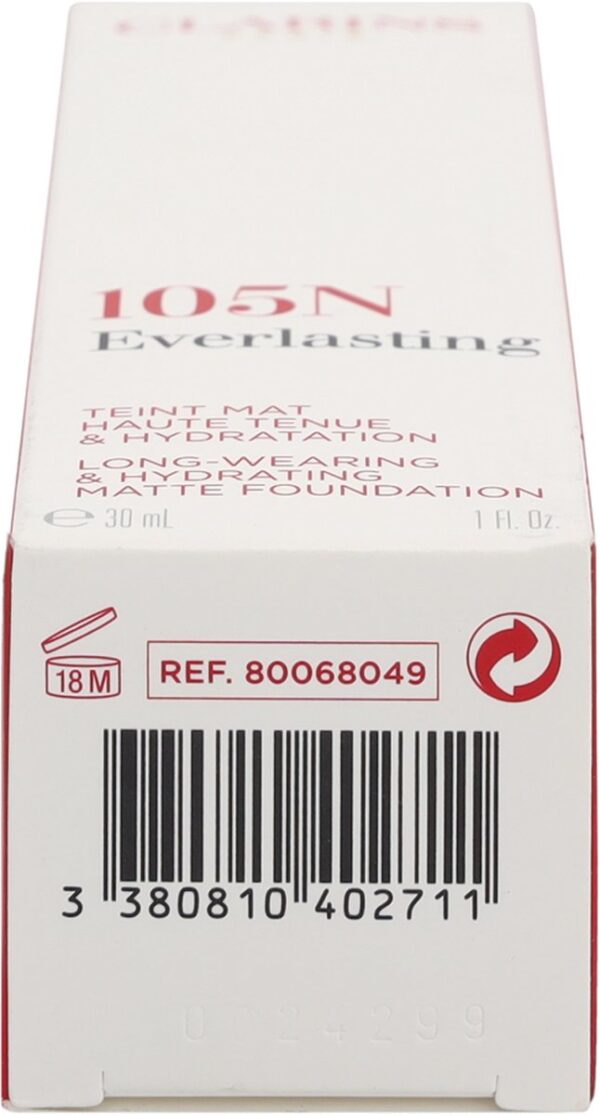 CLARINS
105N
Everlasting
TEINT MAT
HAUTE TENUE
& HYDRATATION
LONG-WEARING
& HYDRATING
MATTE FOUNDATION
℮ 30 mL 1 Fl. Oz.
18 M
REF. 80068049
3 380810 402711